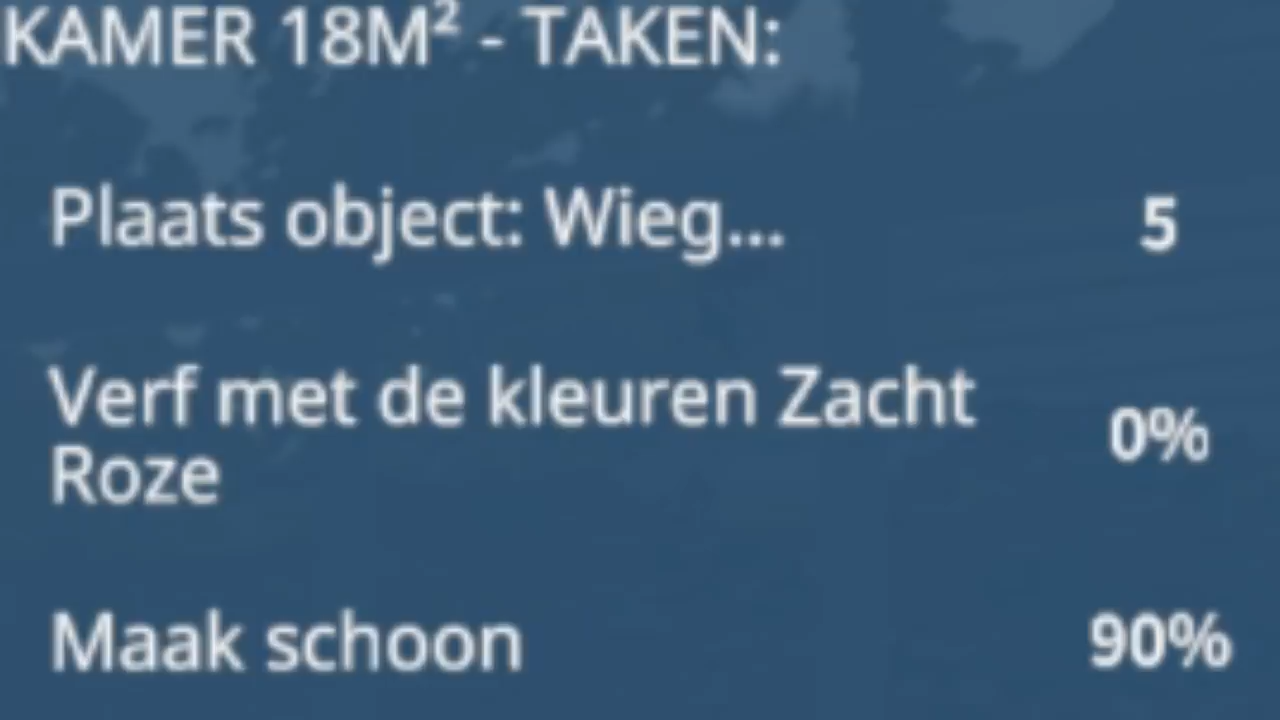 KAMER 18M² - TAKEN:
Plaats object: Wieg... 5
Verf met de kleuren Zacht
Roze 0%
Maak schoon 90%